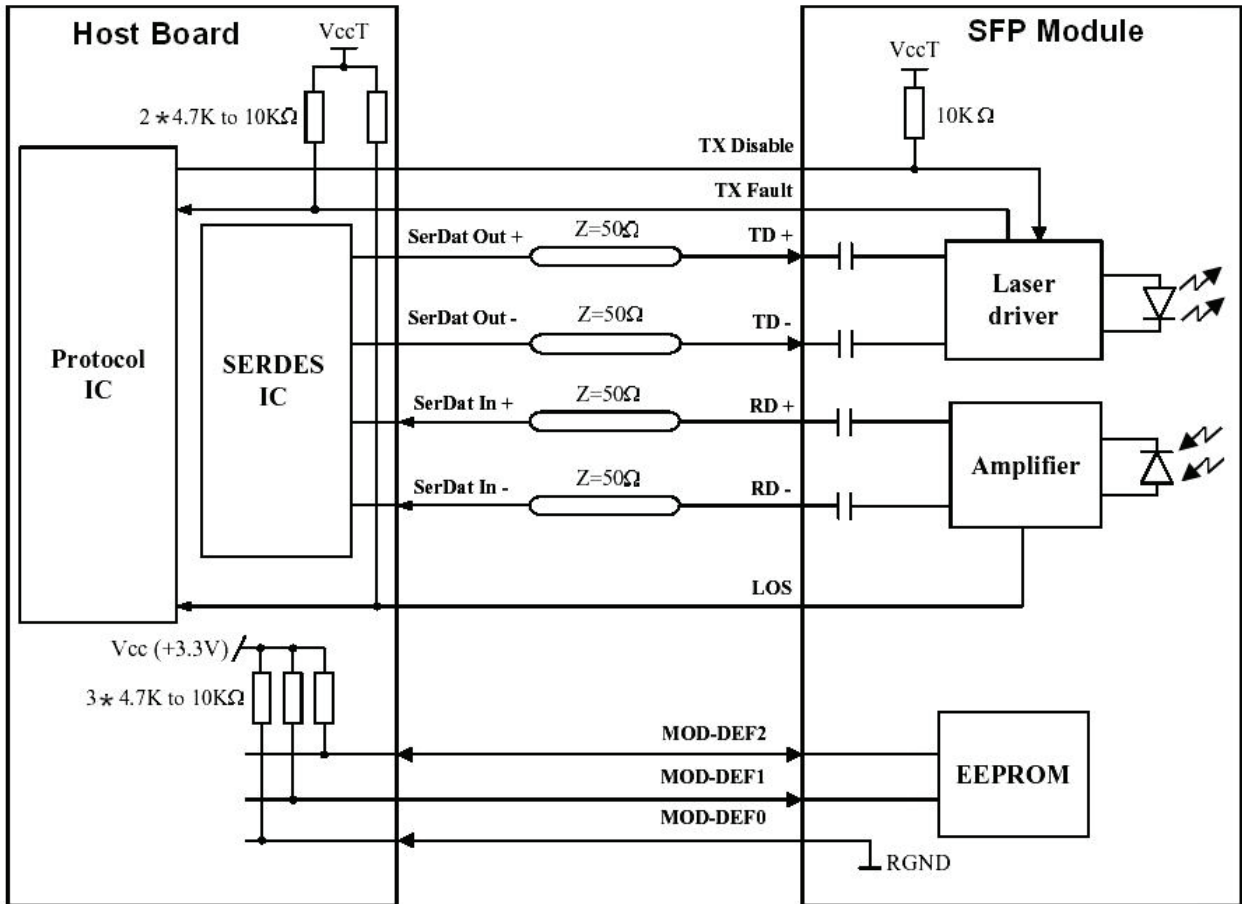 Host Board
SFP Module
VccT
VccT
2 * 4.7K to 10KΩ
10K Ω
TX Disable
TX Fault
SerDat Out +
Z=50Ω
TD +
Laser
driver
SerDat Out -
Z=50Ω
TD -
Protocol
IC
SERDES
IC
SerDat In +
Z=50Ω
RD +
Amplifier
SerDat In -
Z=50Ω
RD -
LOS
Vcc (+3.3V)
3* 4.7K to 10KΩ
MOD-DEF2
MOD-DEF1
MOD-DEF0
EEPROM
RGND